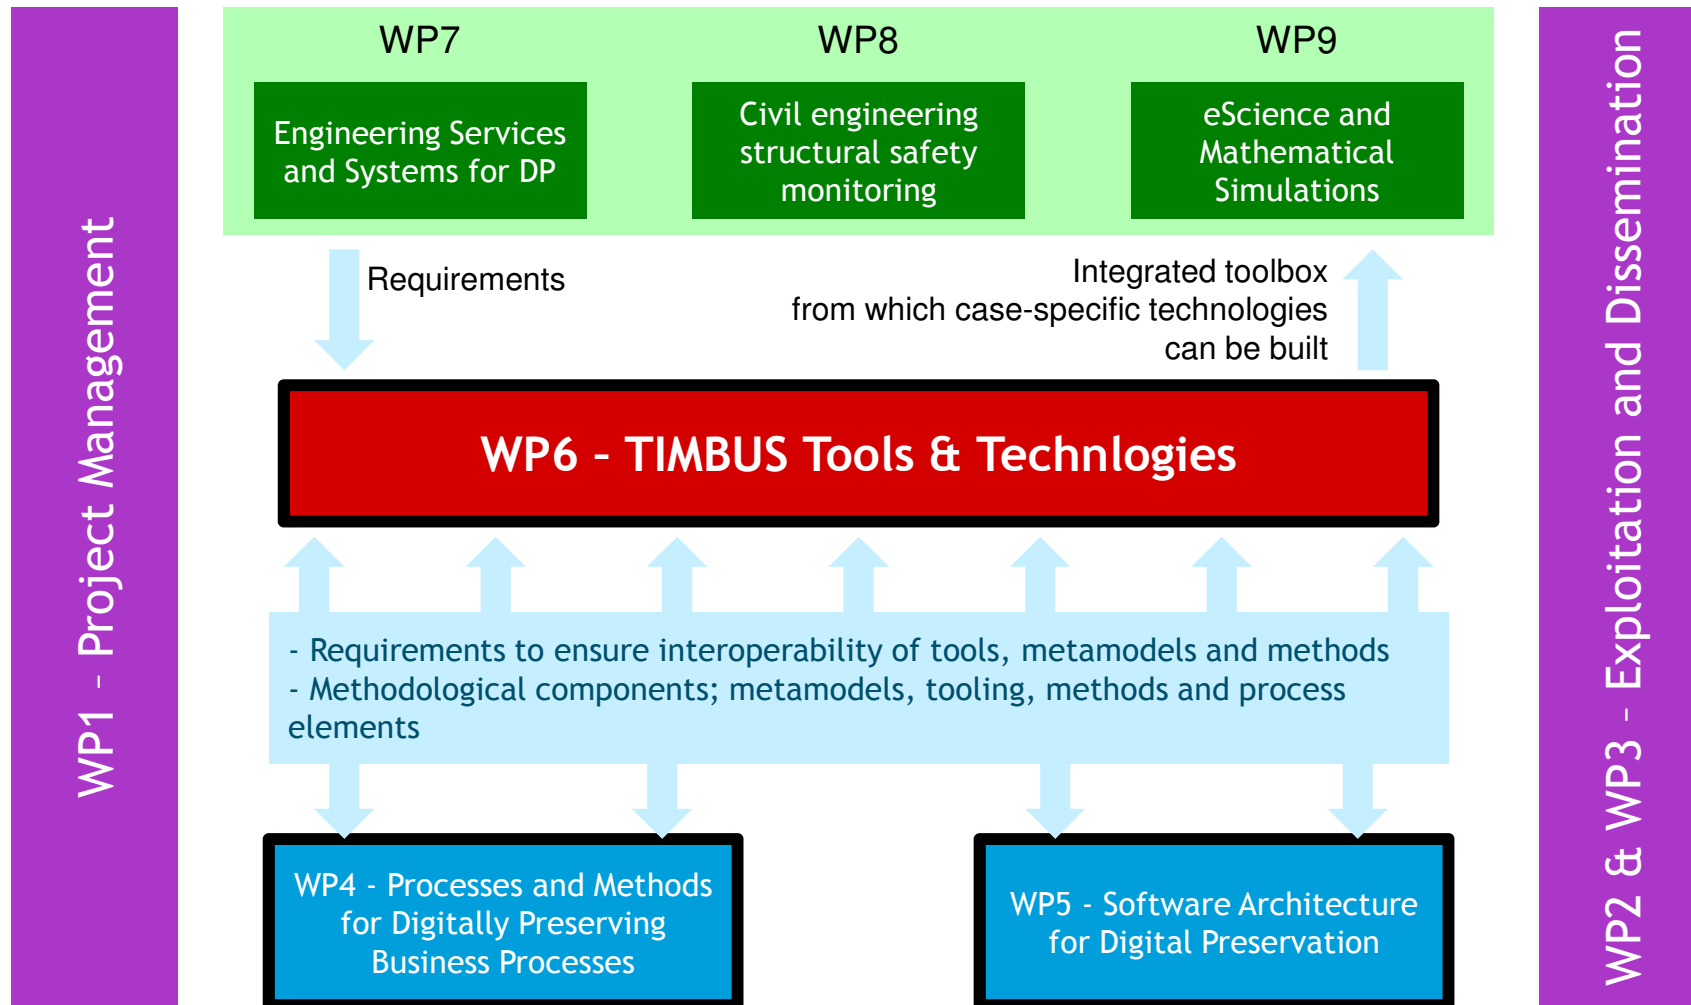 WP1 - Project Management
WP7
Engineering Services
and Systems for DP
WP8
Civil engineering
structural safety
monitoring
WP9
eScience and
Mathematical
Simulations
Requirements
Integrated toolbox
from which case-specific technologies
can be built
WP6 – TIMBUS Tools & Technlogies
- Requirements to ensure interoperability of tools, metamodels and methods
- Methodological components; metamodels, tooling, methods and process
elements
WP4 - Processes and Methods
for Digitally Preserving
Business Processes
WP5 - Software Architecture
for Digital Preservation
WP2 & WP3 - Exploitation and Dissemination